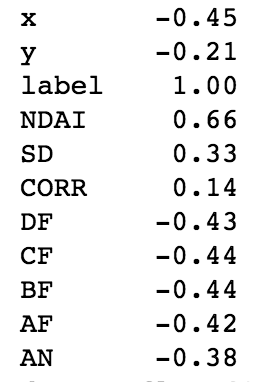 x -0.45
y -0.21
label 1.00
NDAI 0.66
SD 0.33
CORR 0.14
DF -0.43
CF -0.44
BF -0.44
AF -0.42
AN -0.38